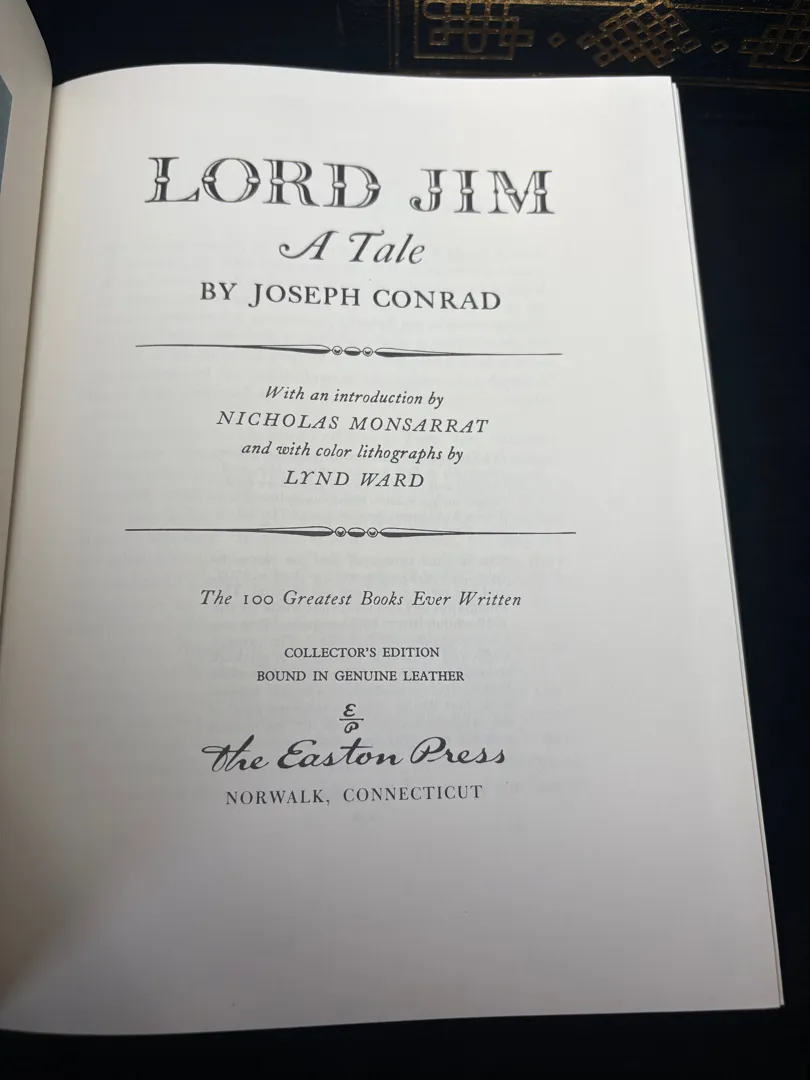 LORD JIM
A Tale
BY JOSEPH CONRAD
With an introduction by
NICHOLAS MONSARRAT
and with color lithographs by
LYND WARD
The 100 Greatest Books Ever Written
COLLECTOR'S EDITION
BOUND IN GENUINE LEATHER
E
P
The Easton Press
NORWALK, CONNECTICUT